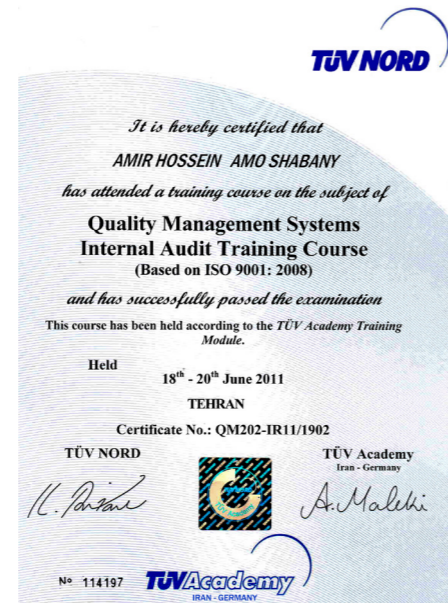 TÜV NORD
It is hereby certified that
AMIR HOSSEIN AMO SHABANY
has attended a training course on the subject of
Quality Management Systems
Internal Audit Training Course
(Based on ISO 9001: 2008)
and has successfully passed the examination
This course has been held according to the TÜV Academy Training
Module.
Held
18th - 20th June 2011
TEHRAN
Certificate No.: QM202-IR11/1902
TÜV NORD
TÜV Academy
Iran - Germany
A. Maleki
Nº 114197
TÜV Academy
IRAN - GERMANY